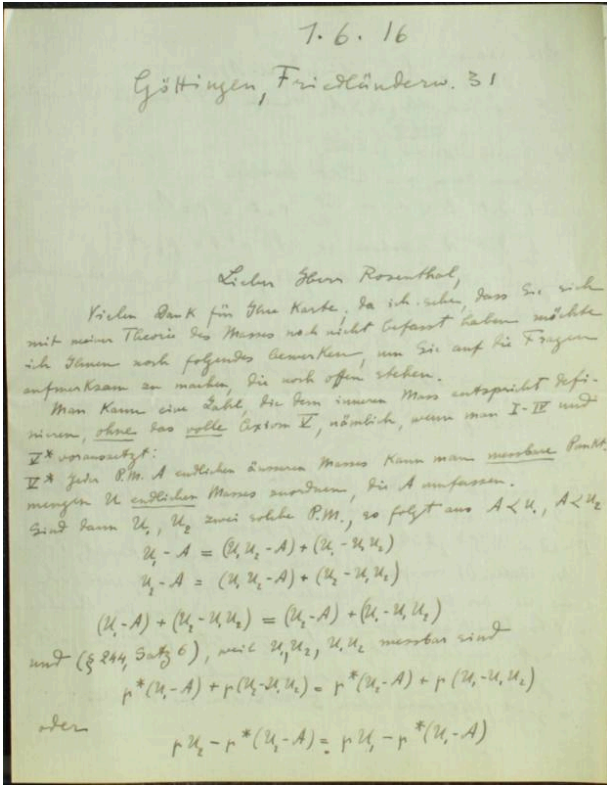 1. 6. 16
Göttingen, Friedländerw. 31
Lieber Herr Rosenthal,
Vielen Dank für Ihre Karte. da ich sehe, dass Sie sich
mit meiner Theorie des Masses noch nicht befasst haben möchte
ich Ihnen noch folgendes bemerken, um Sie auf die Fragen
aufmerksam zu machen, die noch offen stehen.
Man kann eine Zahl, die dem inneren Mass entspricht defi-
nieren, ohne das volle Axiom V, nämlich, wenn man I-IV und
V* voraussetzt:
V* Jeder P.M. A endlichen äusseren Masses kann man messbare Punkt-
mengen U endlichen Masses zuordnen, die A umfassen.
Sind dann U₁, U₂ zwei solche P.M., so folgt aus A<U₁, A<U₂
U₁-A = (U₁U₂-A)+(U₁-U₁U₂)
U₂-A = (U₁U₂-A)+(U₂-U₁U₂)
(U₁-A)+(U₂-U₁U₂) = (U₂-A)+(U₁-U₁U₂)
und (§ 244, Satz 6), weil U₁, U₂, U₁U₂ messbar sind
μ*(U₁-A)+μ(U₂-U₁U₂) = μ*(U₂-A)+μ(U₁-U₁U₂)
oder
μU₂-μ*(U₂-A) = μU₁-μ*(U₁-A)